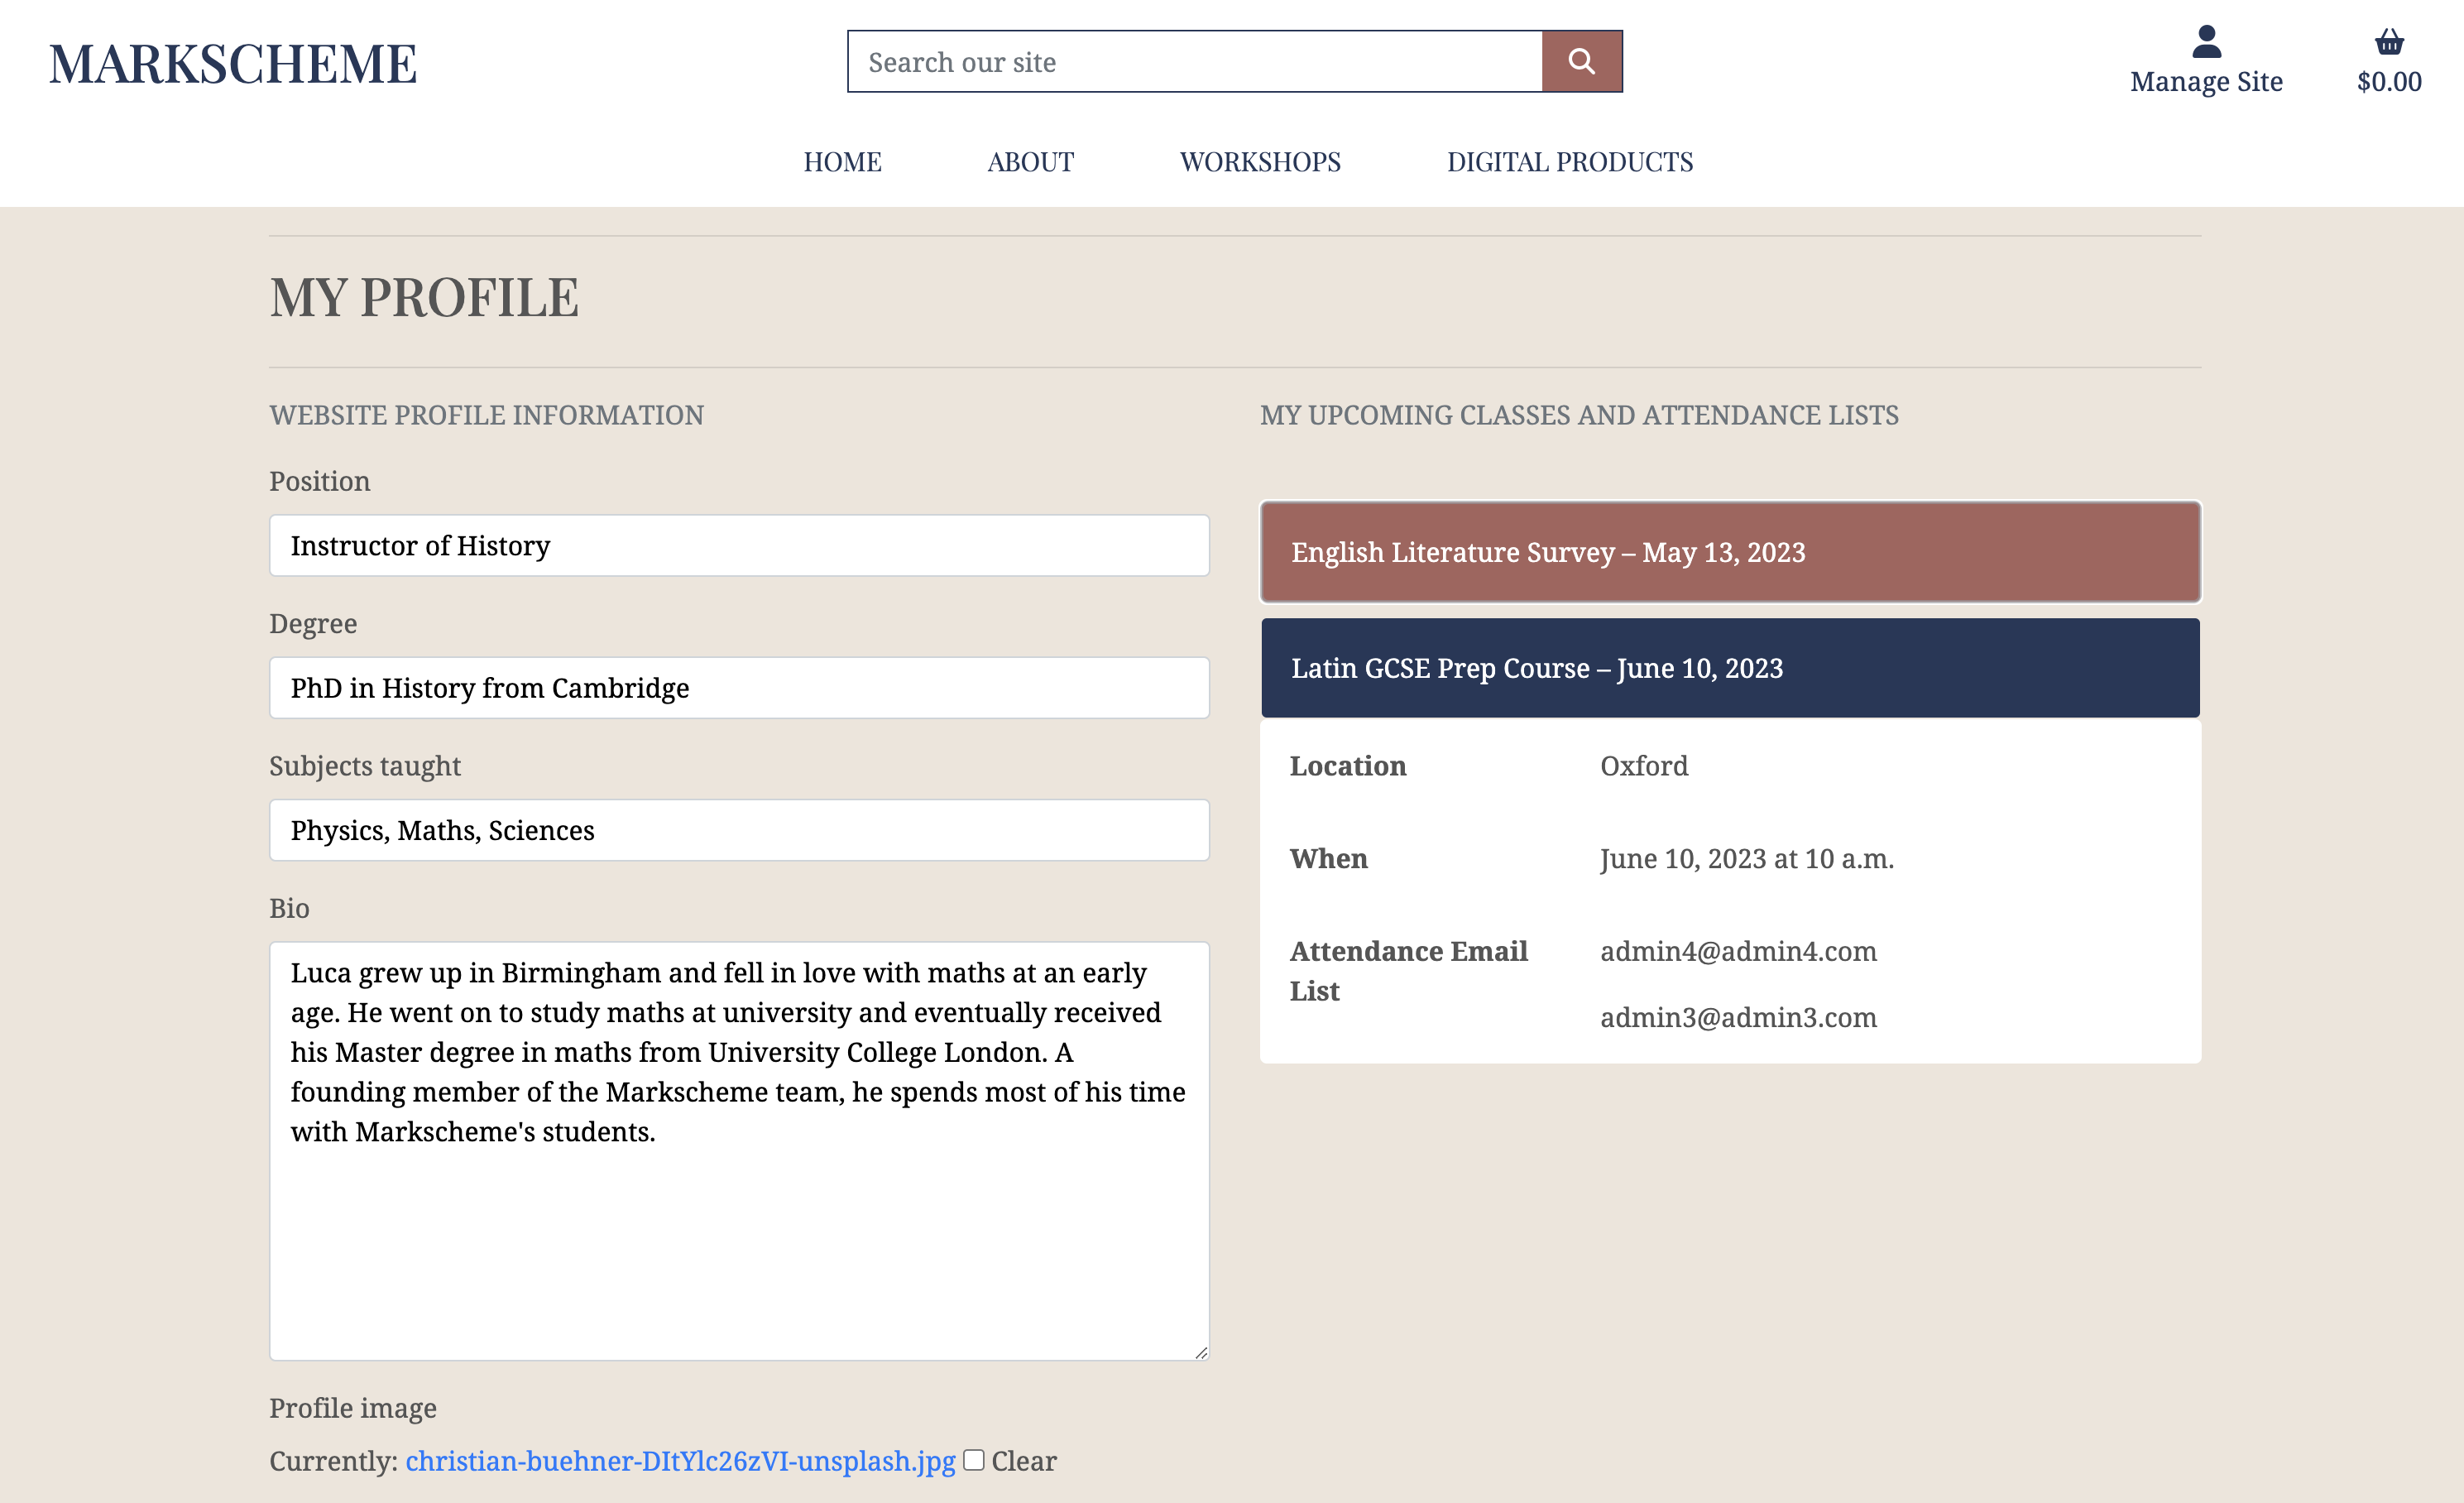 MARKSCHEME
Search our site
Manage Site
$0.00
HOME
ABOUT
WORKSHOPS
DIGITAL PRODUCTS
MY PROFILE
WEBSITE PROFILE INFORMATION
Position
Instructor of History
Degree
PhD in History from Cambridge
Subjects taught
Physics, Maths, Sciences
Bio
Luca grew up in Birmingham and fell in love with maths at an early
age. He went on to study maths at university and eventually received
his Master degree in maths from University College London. A
founding member of the Markscheme team, he spends most of his time
with Markscheme's students.
Profile image
Currently: christian-buehner-DItYlc26zVI-unsplash.jpg Clear
MY UPCOMING CLASSES AND ATTENDANCE LISTS
English Literature Survey – May 13, 2023
Latin GCSE Prep Course – June 10, 2023
Location Oxford
When June 10, 2023 at 10 a.m.
Attendance Email admin4@admin4.com
List
admin3@admin3.com